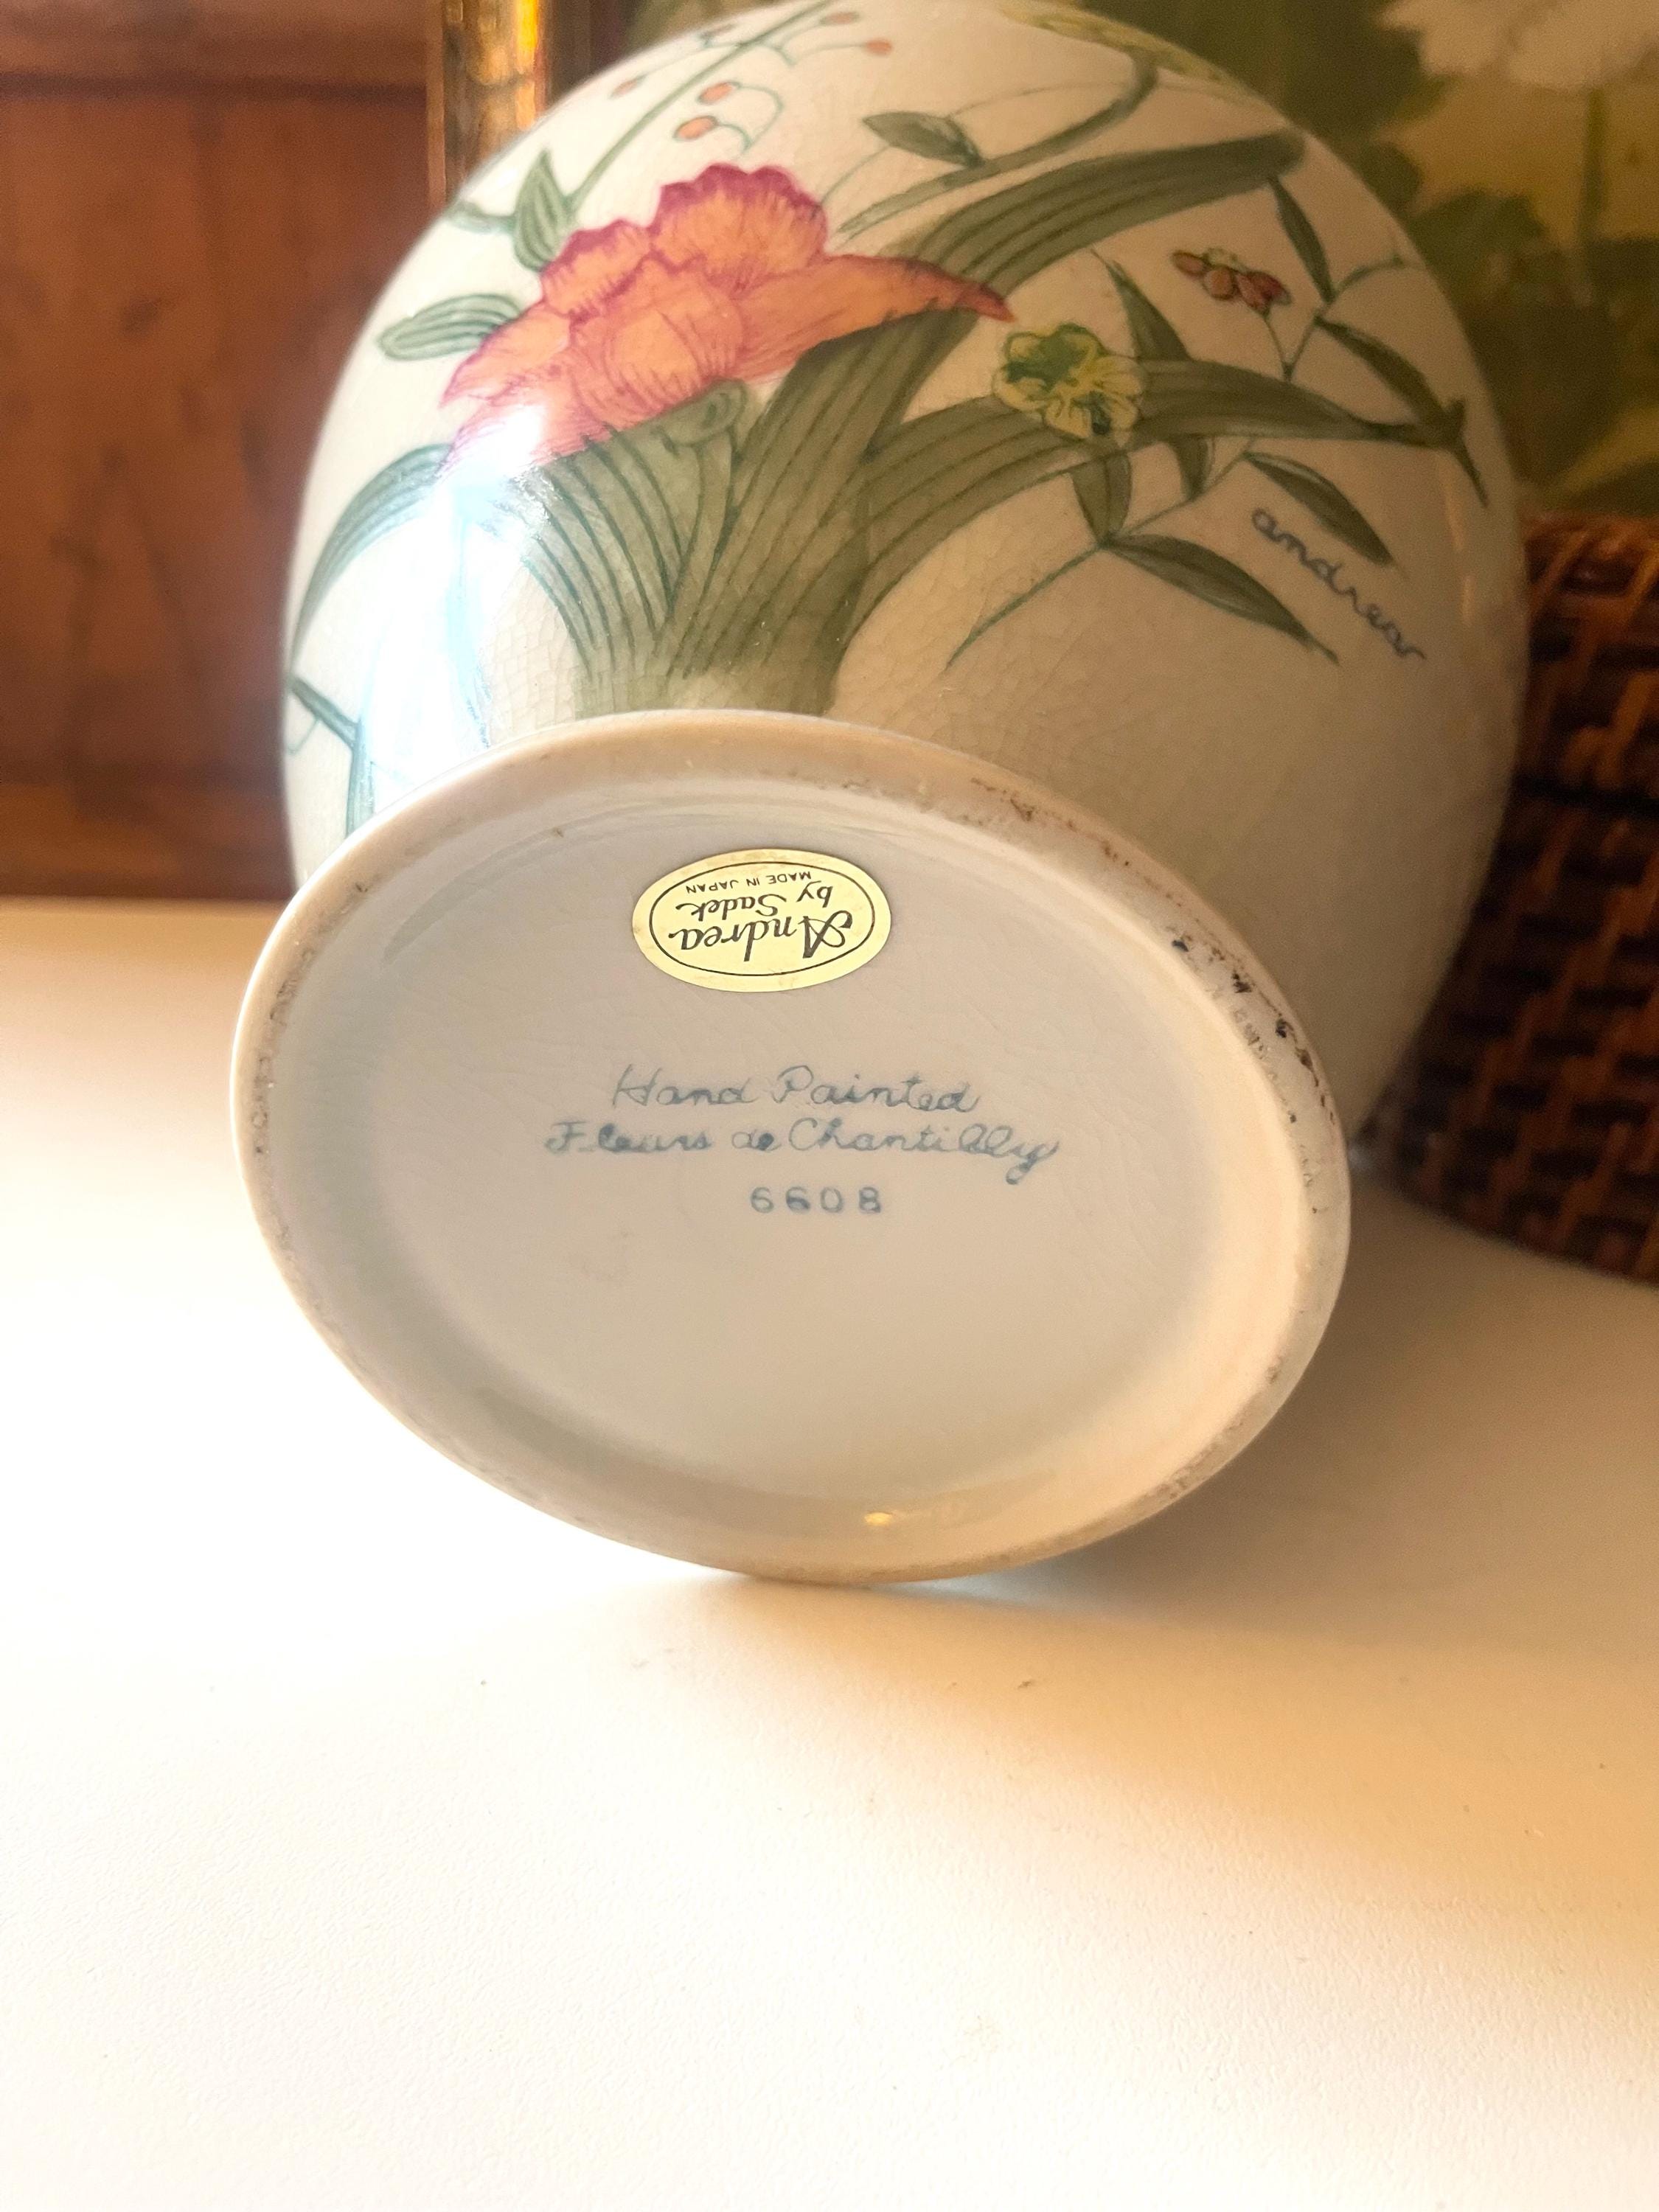 andrea
Andrea
by Sadek
MADE IN JAPAN
Hand Painted
Fleurs de Chantilly
6608